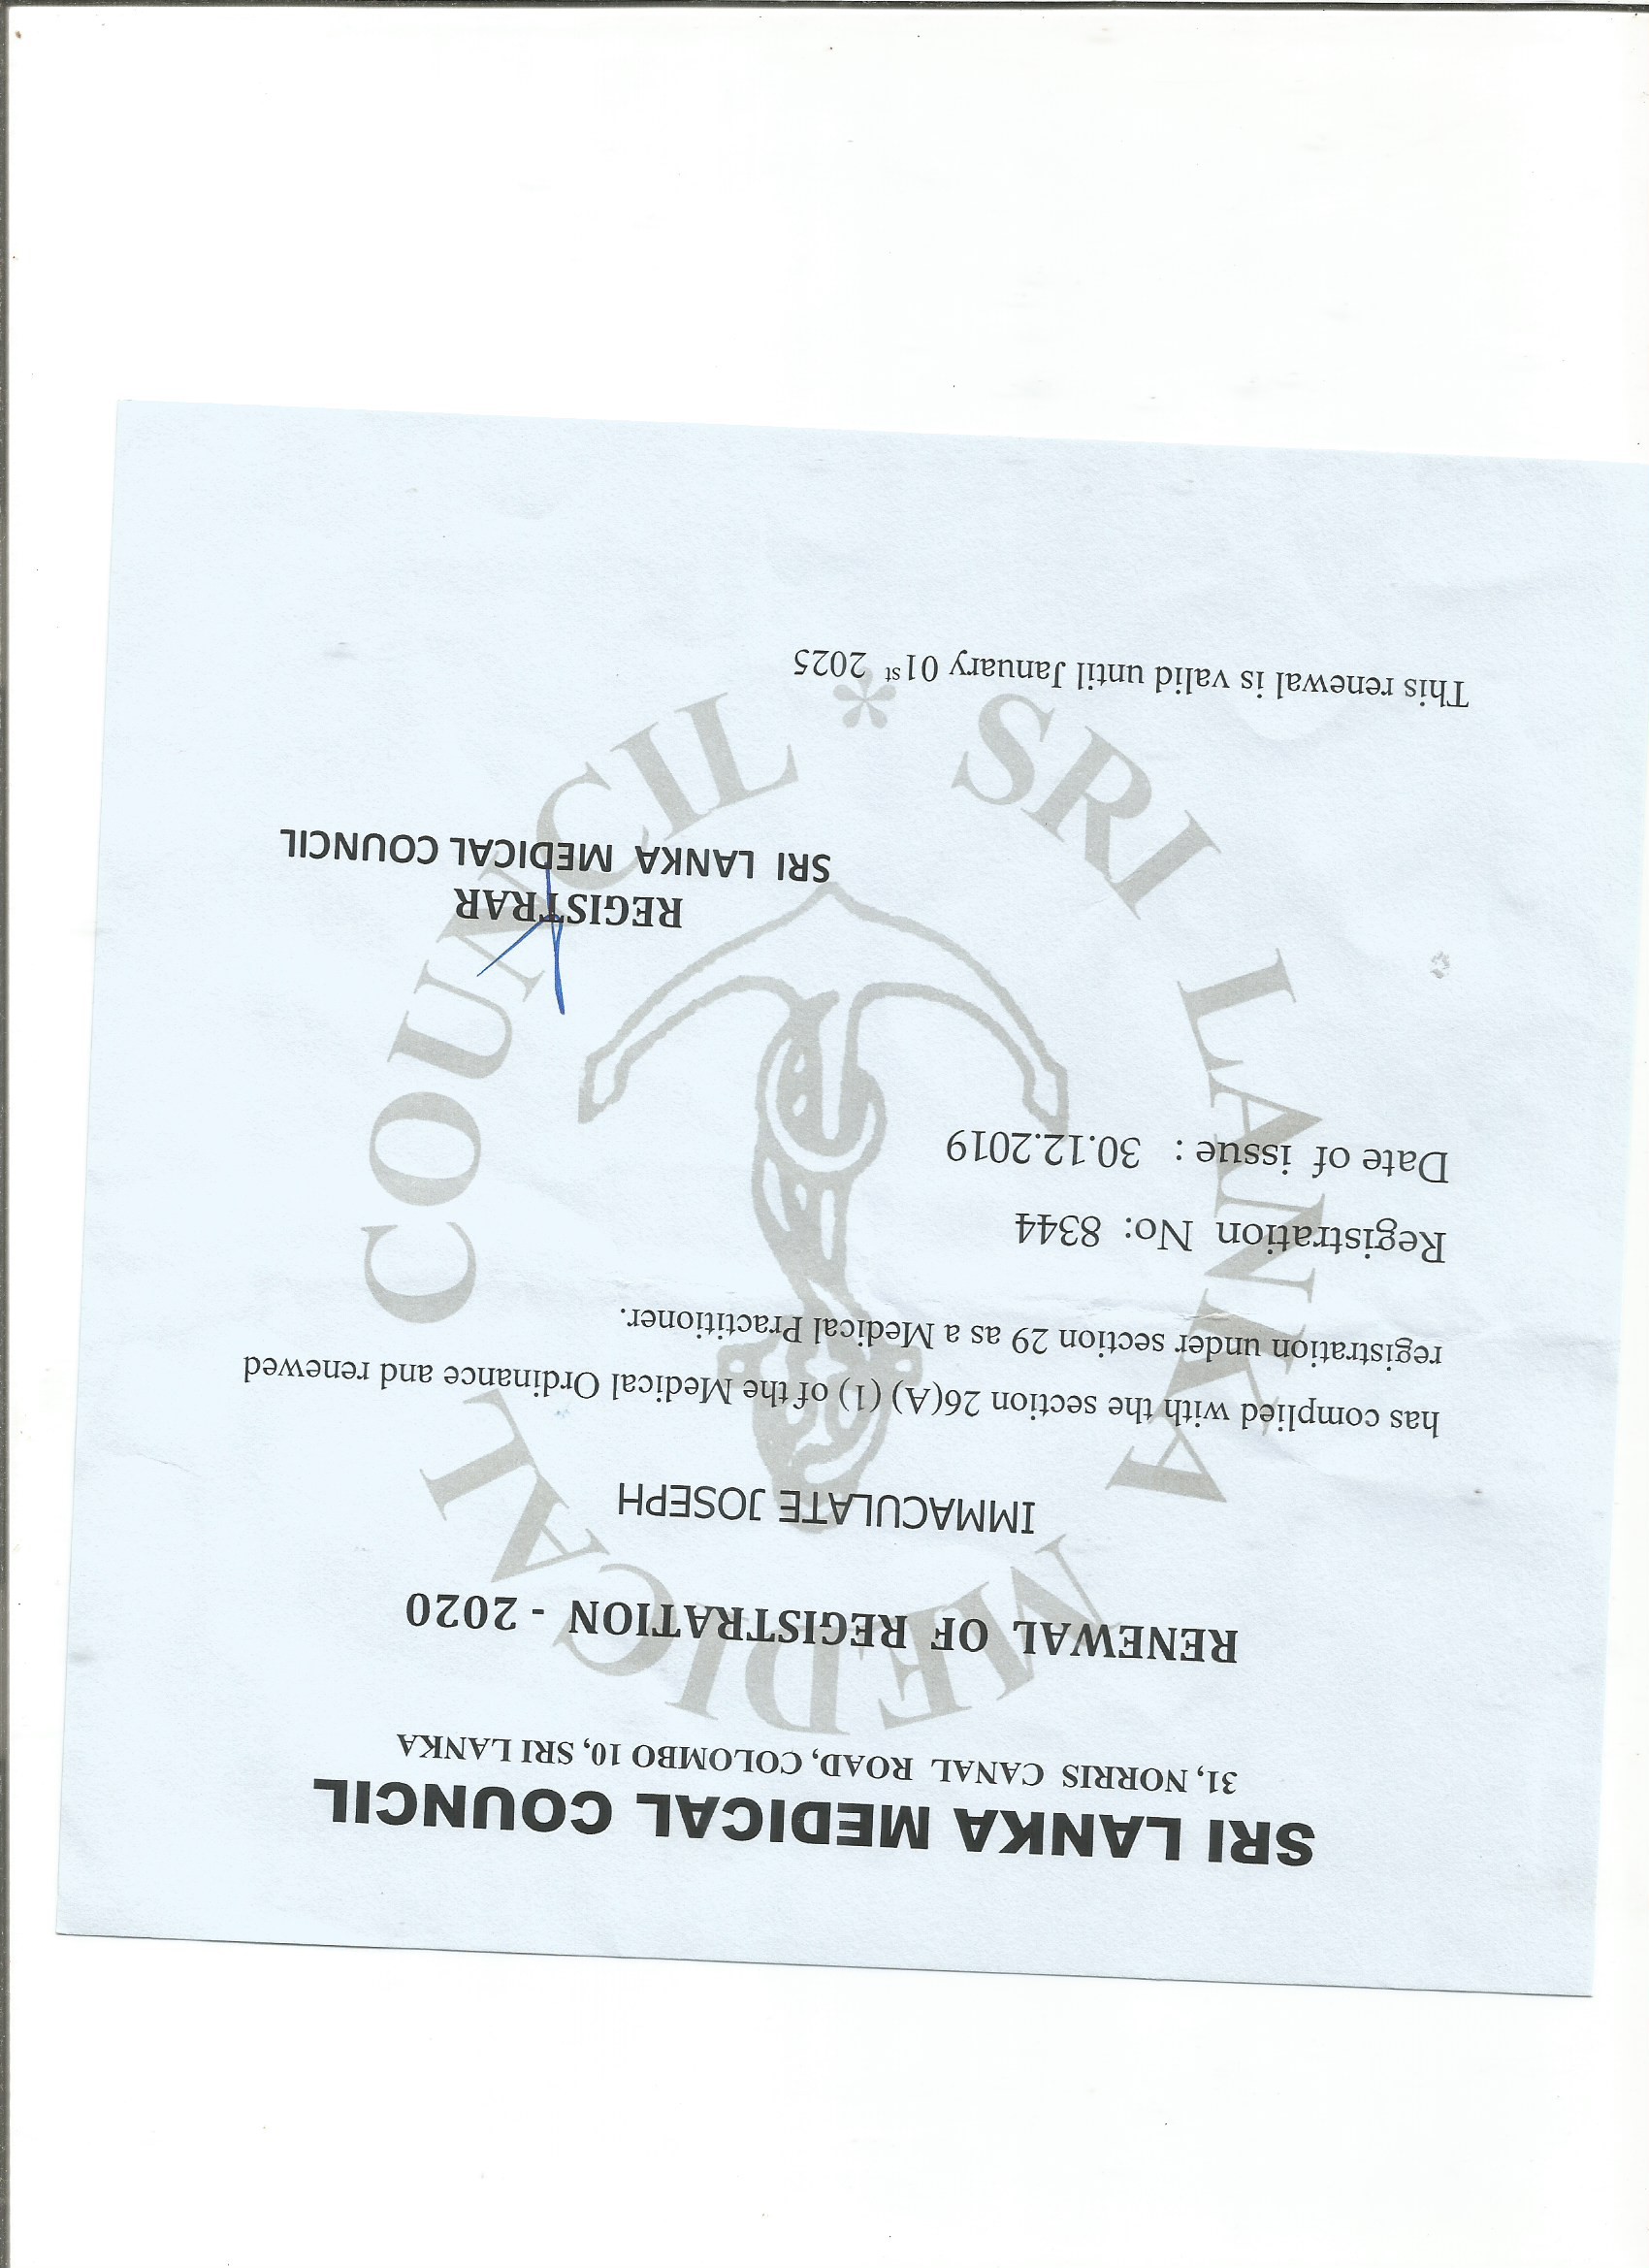 SRI LANKA MEDICAL COUNCIL
31, NORRIS CANAL ROAD, COLOMBO 10, SRI LANKA
RENEWAL OF REGISTRATION - 2020
IMMACULATE JOSEPH
has complied with the section 26(A) (1) of the Medical Ordinance and renewed
registration under section 29 as a Medical Practitioner.
Registration No: 8344
Date of issue : 30.12.2019
REGISTRAR
SRI LANKA MEDICAL COUNCIL
This renewal is valid until January 01st 2025
SRI LANKA MEDICAL COUNCIL *